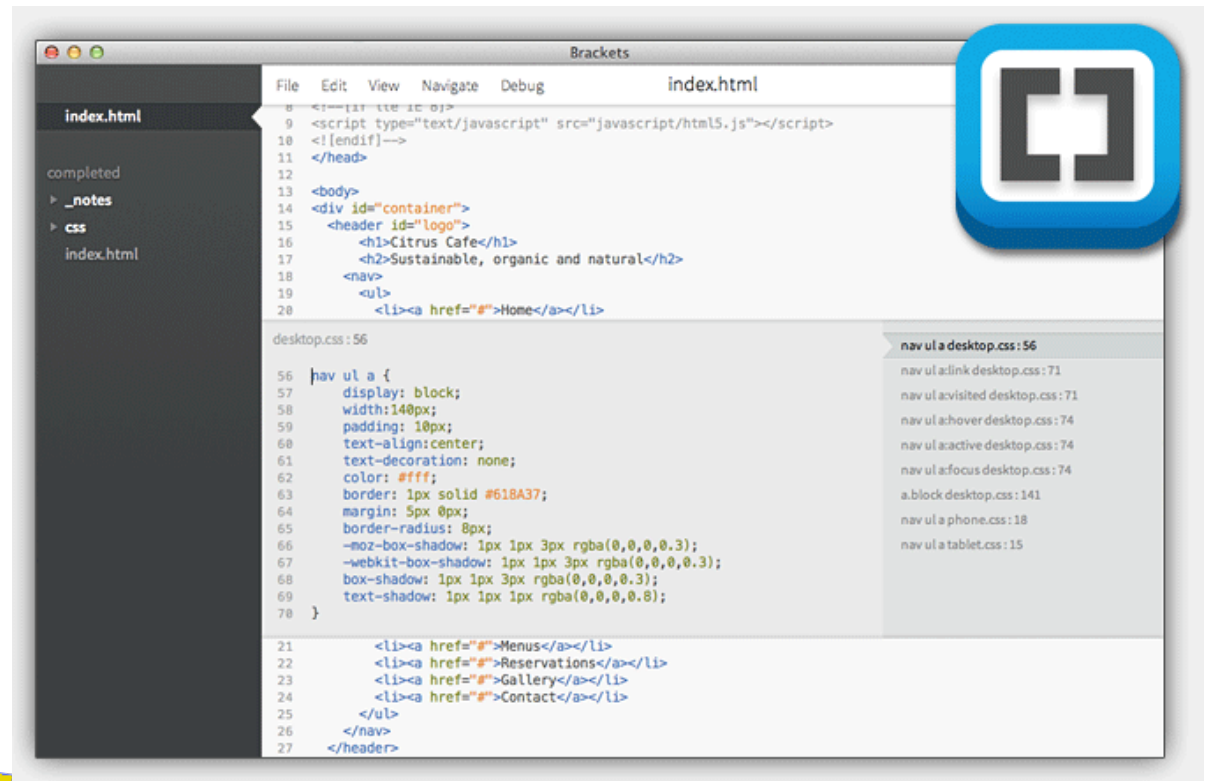 Brackets
File Edit View Navigate Debug
index.html
index.html
completed
_notes
css
index.html
8 <!--[if lte IE 8]>
9 <script type="text/javascript" src="javascript/html5.js"></script>
10 <![endif]-->
11 </head>
12
13 <body>
14 <div id="container">
15 <header id="logo">
16 <h1>Citrus Cafe</h1>
17 <h2>Sustainable, organic and natural</h2>
18 <nav>
19 <ul>
20 <li><a href="#">Home</a></li>
desktop.css : 56
56 nav ul a {
57 display: block;
58 width:140px;
59 padding: 10px;
60 text-align:center;
61 text-decoration: none;
62 color: #fff;
63 border: 1px solid #618A37;
64 margin: 5px 0px;
65 border-radius: 8px;
66 -moz-box-shadow: 1px 1px 3px rgba(0,0,0,0.3);
67 -webkit-box-shadow: 1px 1px 3px rgba(0,0,0,0.3);
68 box-shadow: 1px 1px 3px rgba(0,0,0,0.3);
69 text-shadow: 1px 1px 1px rgba(0,0,0,0.8);
70 }
nav ul a desktop.css : 56
nav ul a:link desktop.css : 71
nav ul a:visited desktop.css : 71
nav ul a:hover desktop.css : 74
nav ul a:active desktop.css : 74
nav ul a:focus desktop.css : 74
a.block desktop.css : 141
nav ul a phone.css : 18
nav ul a tablet.css : 15
21 <li><a href="#">Menus</a></li>
22 <li><a href="#">Reservations</a></li>
23 <li><a href="#">Gallery</a></li>
24 <li><a href="#">Contact</a></li>
25 </ul>
26 </nav>
27 </header>